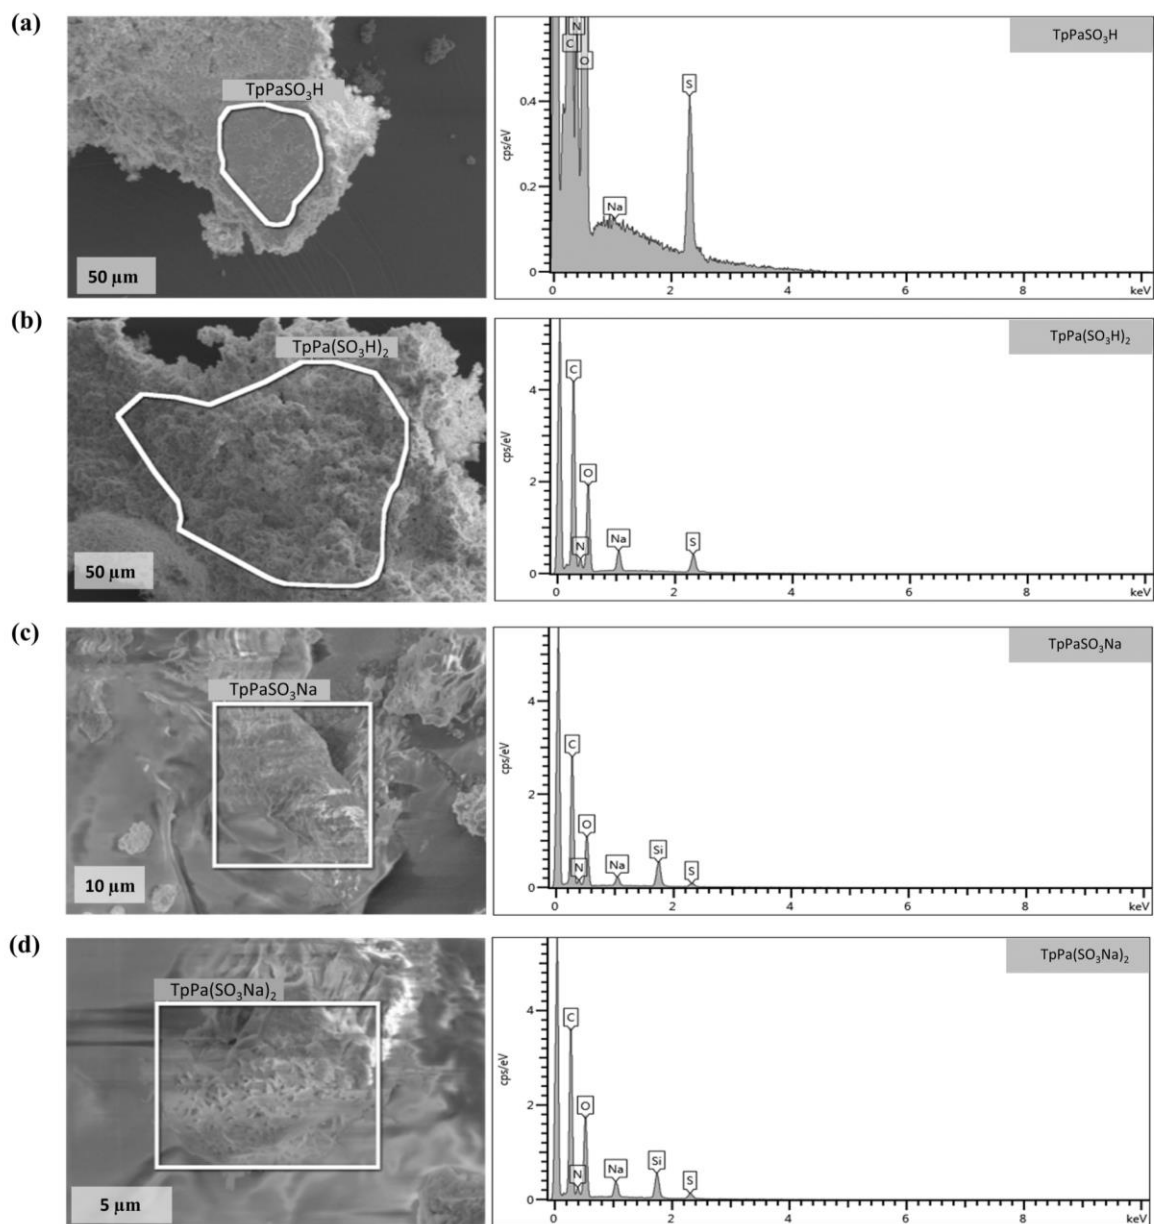 (a)
TpPaSO₃H
50 µm
TpPaSO₃H
cps/eV
0.4
0.2
0
C
N
O
Na
S
0 2 4 6 8 keV
(b)
TpPa(SO₃H)₂
50 µm
TpPa(SO₃H)₂
cps/eV
4
2
0
C
N
O
Na
S
0 2 4 6 8 keV
(c)
TpPaSO₃Na
10 µm
TpPaSO₃Na
cps/eV
4
2
0
C
N
O
Na
Si
S
0 2 4 6 8 keV
(d)
TpPa(SO₃Na)₂
5 µm
TpPa(SO₃Na)₂
cps/eV
4
2
0
C
N
O
Na
Si
S
0 2 4 6 8 keV